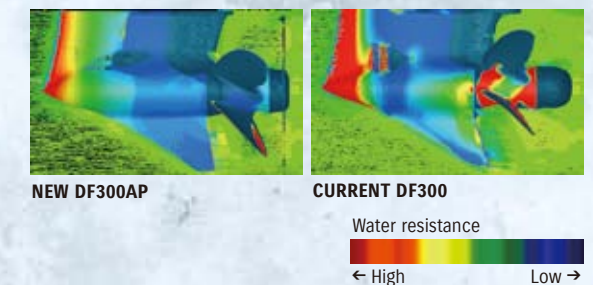 NEW DF300AP
CURRENT DF300
Water resistance
← High
Low →